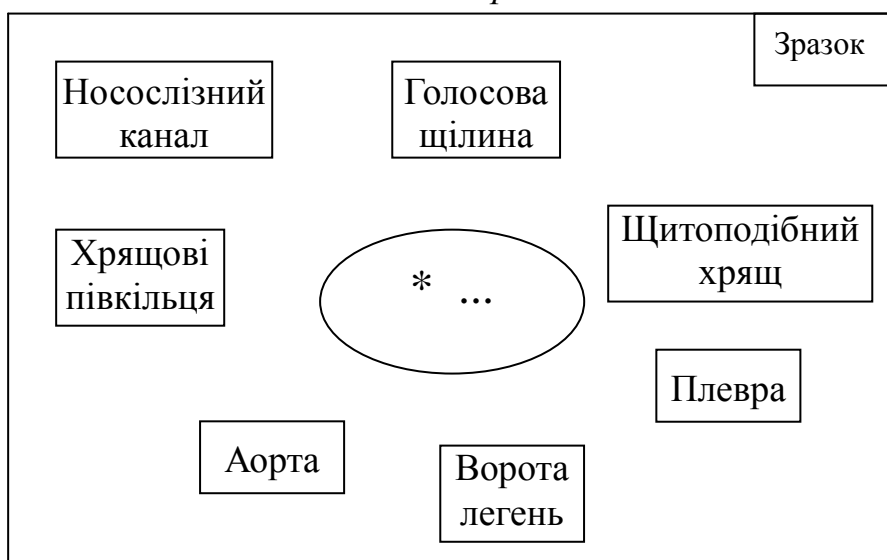 Зразок
Носослізний
канал
Голосова
щілина
Хрящові
півкільця
* ...
Щитоподібний
хрящ
Плевра
Аорта
Ворота
легень